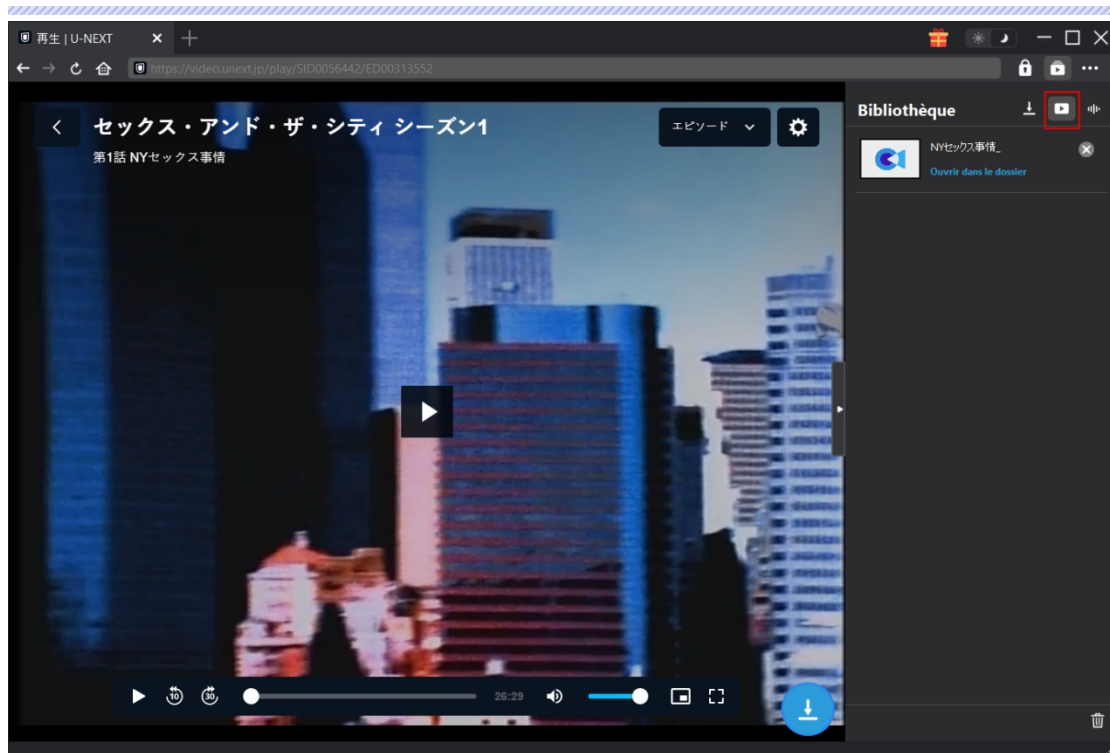 再生 | U-NEXT
https://video.unext.jp/play/SID0056442/ED00313552
セックス・アンド・ザ・シティ シーズン1
第1話 NYセックス事情
エピソード
Bibliothèque
NYセックス事情_
Ouvrir dans le dossier
10
30
26:29